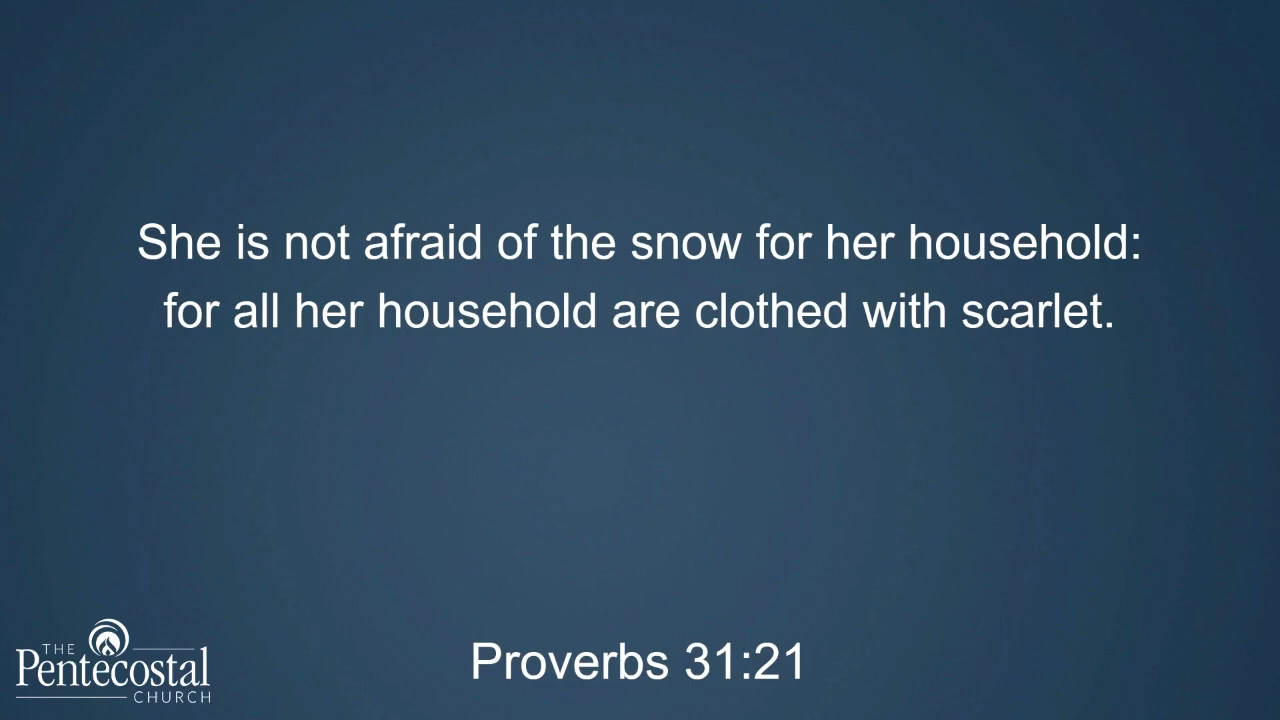 She is not afraid of the snow for her household:
for all her household are clothed with scarlet.
Proverbs 31:21
THE
Pentecostal
CHURCH